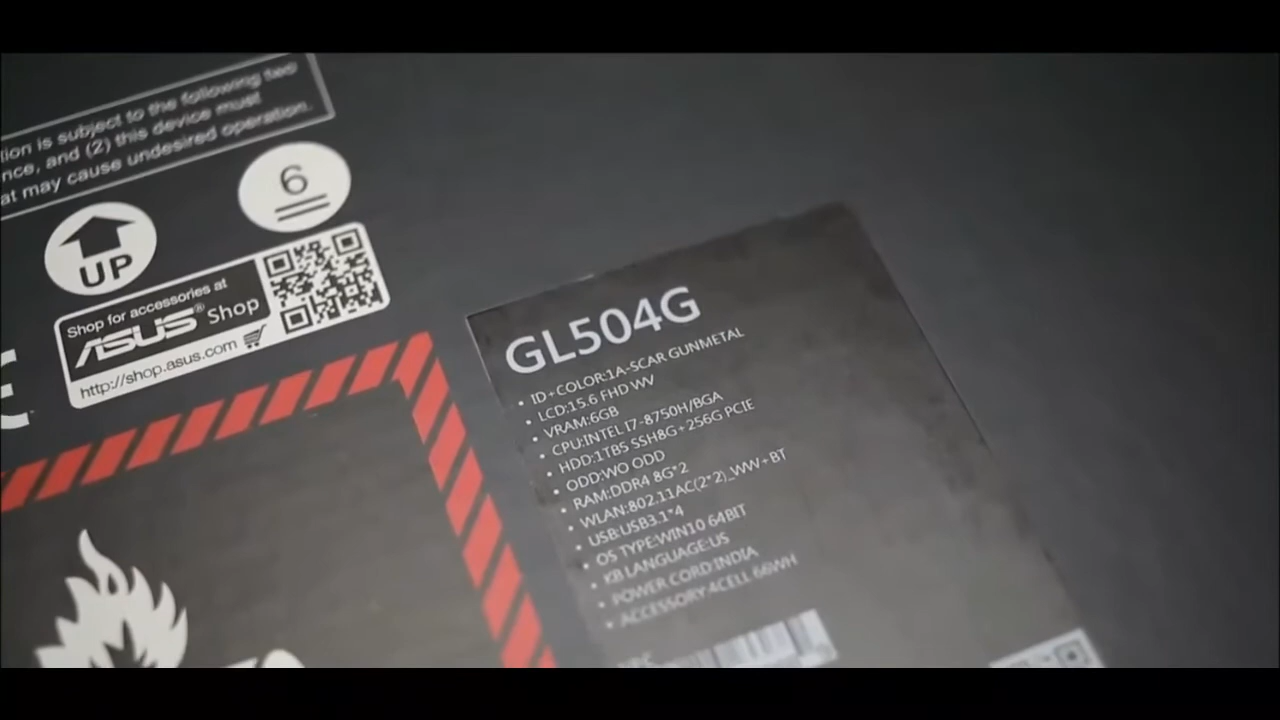 tion is subject to the following two
nce, and (2) this device must
at may cause undesired operation.
6
UP
Shop for accessories at
ASUS® Shop
http://shop.asus.com
GL504G
• ID+COLOR:1A-SCAR GUNMETAL
• LCD:15.6 FHD WV
• VRAM:6GB
• CPU:INTEL I7-8750H/BGA
• HDD:1TB5 SSH8G+256G PCIE
• ODD:WO ODD
• RAM:DDR4 8G*2
• WLAN:802.11AC(2*2)_WW+BT
• USB:USB3.1*4
• OS TYPE:WIN10 64BIT
• KB LANGUAGE:US
• POWER CORD:INDIA
• ACCESSORY:4CELL 66WH